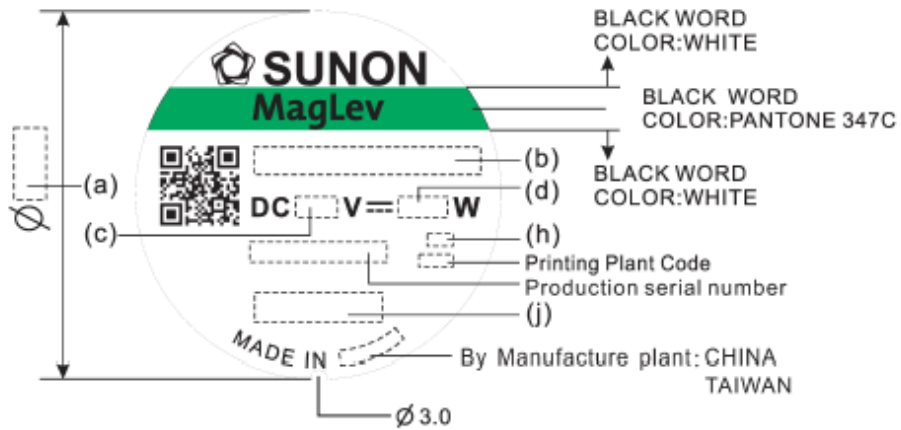 BLACK WORD
COLOR:WHITE
SUNON
MagLev
BLACK WORD
COLOR:PANTONE 347C
(b)
BLACK WORD
COLOR:WHITE
(a)
Ø
(d)
DC V W
(c)
(h)
Printing Plant Code
Production serial number
(j)
MADE IN
By Manufacture plant: CHINA
TAIWAN
Ø 3.0